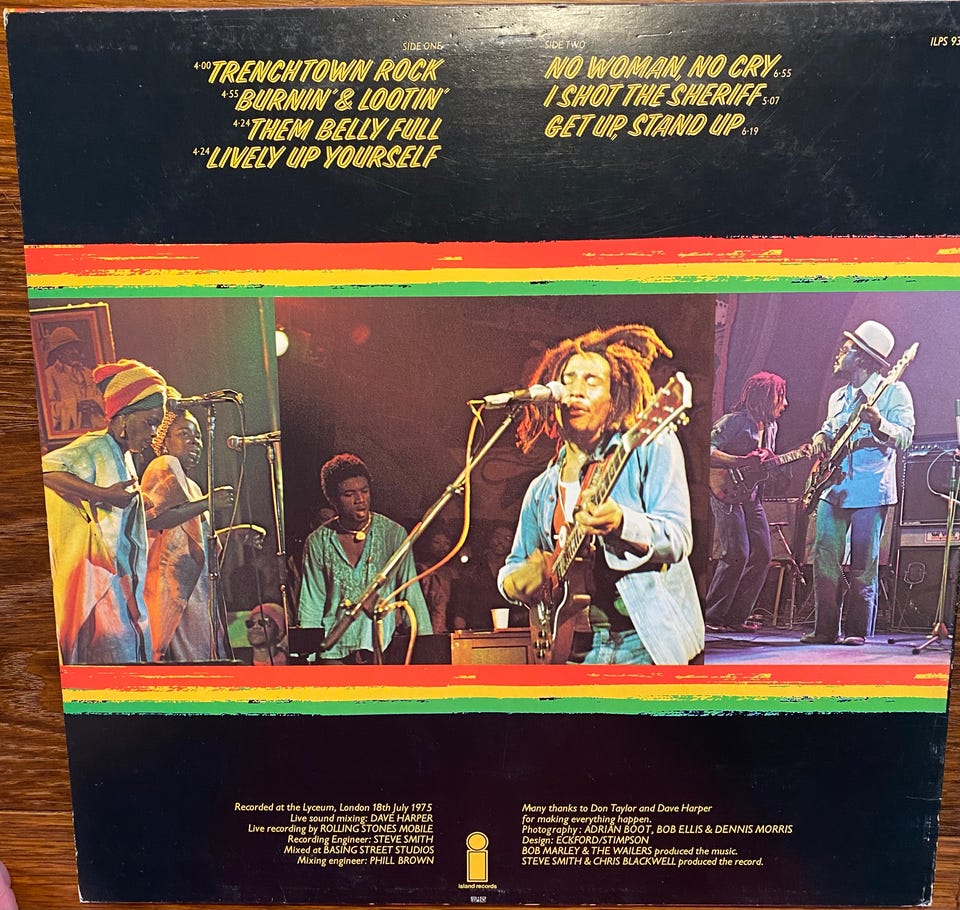 SIDE ONE
4·00 TRENCHTOWN ROCK
4·55 BURNIN' & LOOTIN'
4·24 THEM BELLY FULL
4·24 LIVELY UP YOURSELF
SIDE TWO
NO WOMAN, NO CRY 6·55
I SHOT THE SHERIFF 5·07
GET UP, STAND UP 6·19
ILPS 93
Recorded at the Lyceum, London 18th July 1975
Live sound mixing: DAVE HARPER
Live recording by ROLLING STONES MOBILE
Recording Engineer: STEVE SMITH
Mixed at BASING STREET STUDIOS
Mixing engineer: PHILL BROWN
Many thanks to Don Taylor and Dave Harper
for making everything happen.
Photography: ADRIAN BOOT, BOB ELLIS & DENNIS MORRIS
Design: ECKFORD/STIMPSON
BOB MARLEY & THE WAILERS produced the music.
STEVE SMITH & CHRIS BLACKWELL produced the record.
island records